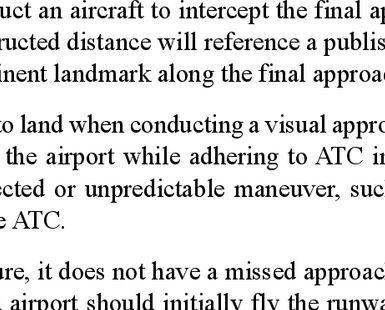 uct an aircraft to intercept the final ap
ructed distance will reference a publis
inent landmark along the final approac
to land when conducting a visual appro
the airport while adhering to ATC in
ected or unpredictable maneuver, suc
e ATC.
ure, it does not have a missed approach
airport should initially fly the runwa